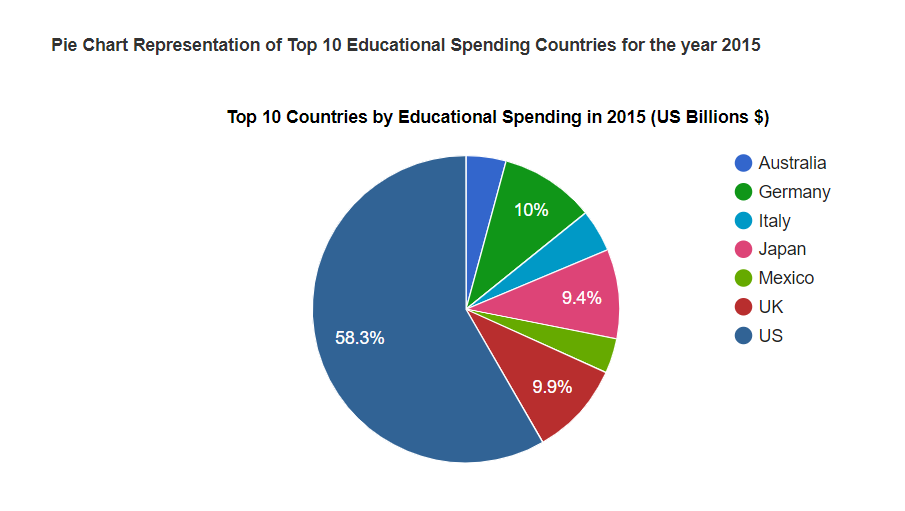 Pie Chart Representation of Top 10 Educational Spending Countries for the year 2015
Top 10 Countries by Educational Spending in 2015 (US Billions $)
Australia
Germany
Italy
Japan
Mexico
UK
US
10%
9.4%
58.3%
9.9%